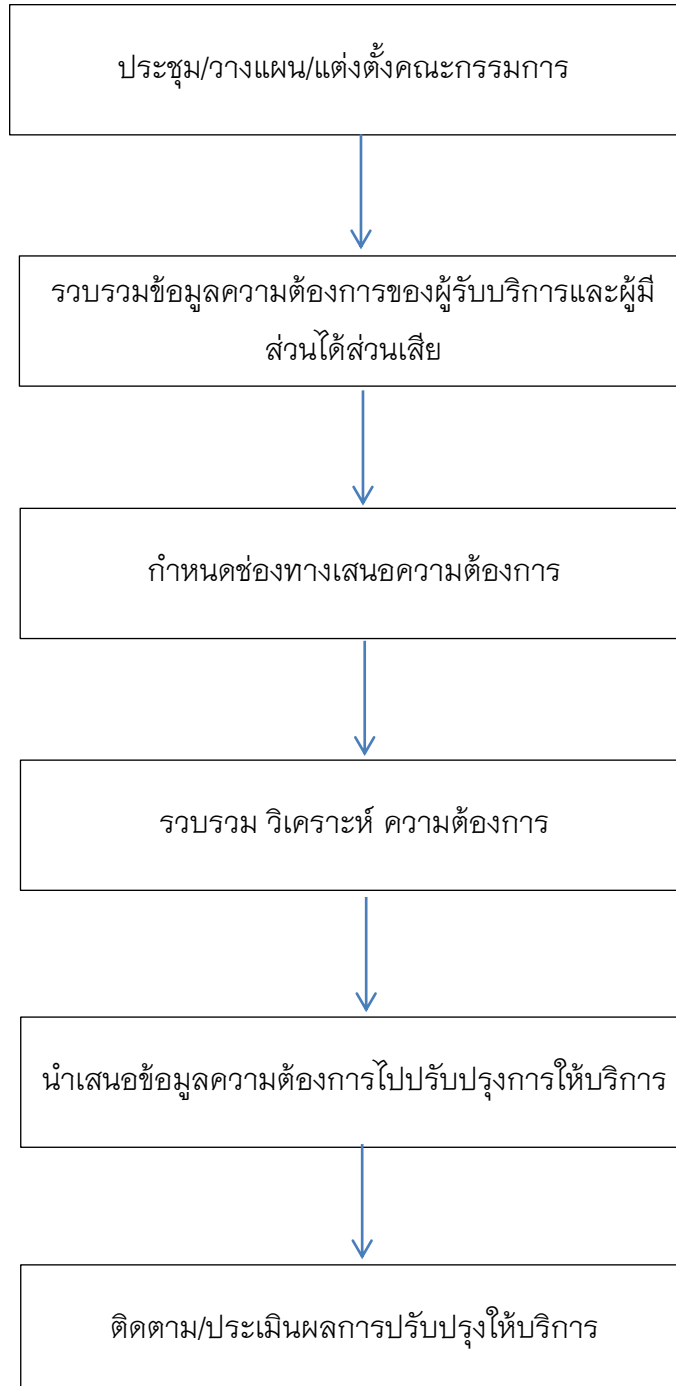 ประชุม/วางแผน/แต่งตั้งคณะกรรมการ
รวบรวมข้อมูลความต้องการของผู้รับบริการและผู้มี
ส่วนได้ส่วนเสีย
กำหนดช่องทางเสนอความต้องการ
รวบรวม วิเคราะห์ ความต้องการ
นำเสนอข้อมูลความต้องการไปปรับปรุงการให้บริการ
ติดตาม/ประเมินผลการปรับปรุงให้บริการ